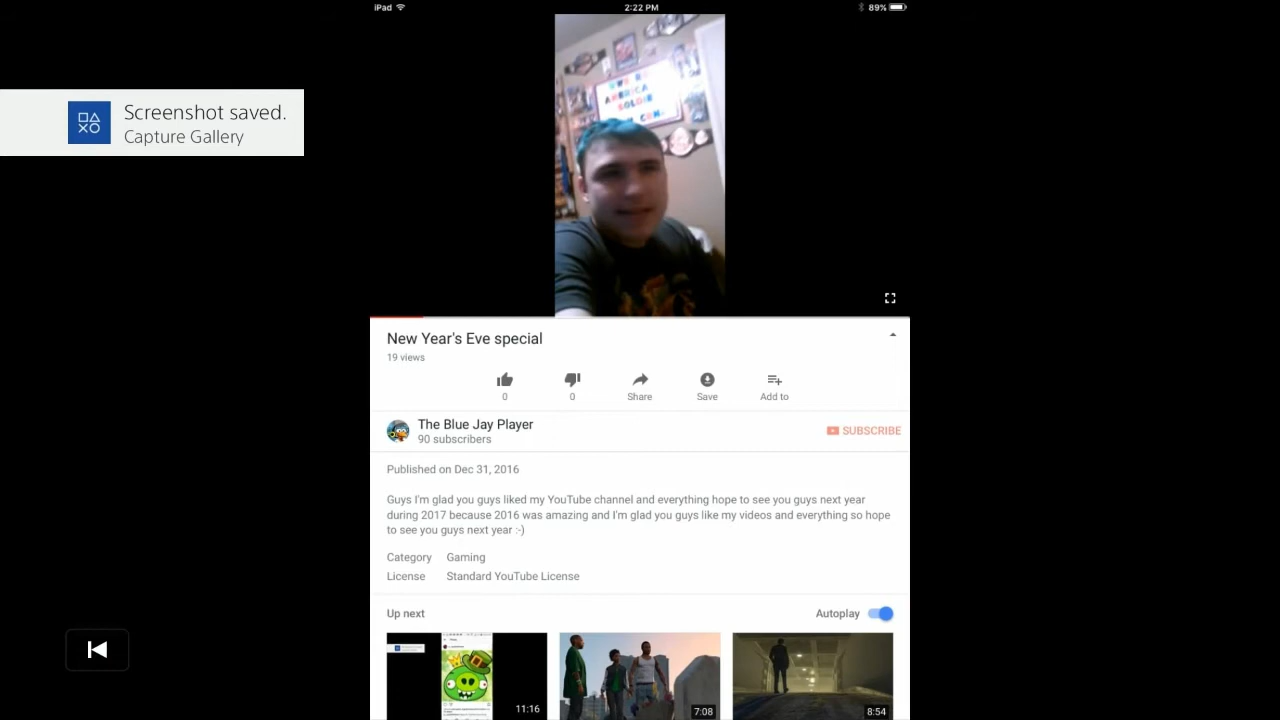 iPad
2:22 PM
89%
Screenshot saved.
Capture Gallery
AMERICA
SOLDIER
New Year's Eve special
19 views
0
0
Share
Save
Add to
The Blue Jay Player
90 subscribers
SUBSCRIBE
Published on Dec 31, 2016
Guys I'm glad you guys liked my YouTube channel and everything hope to see you guys next year
during 2017 because 2016 was amazing and I'm glad you guys like my videos and everything so hope
to see you guys next year :-)
Category Gaming
License Standard YouTube License
Up next
Autoplay
11:16
7:08
8:54